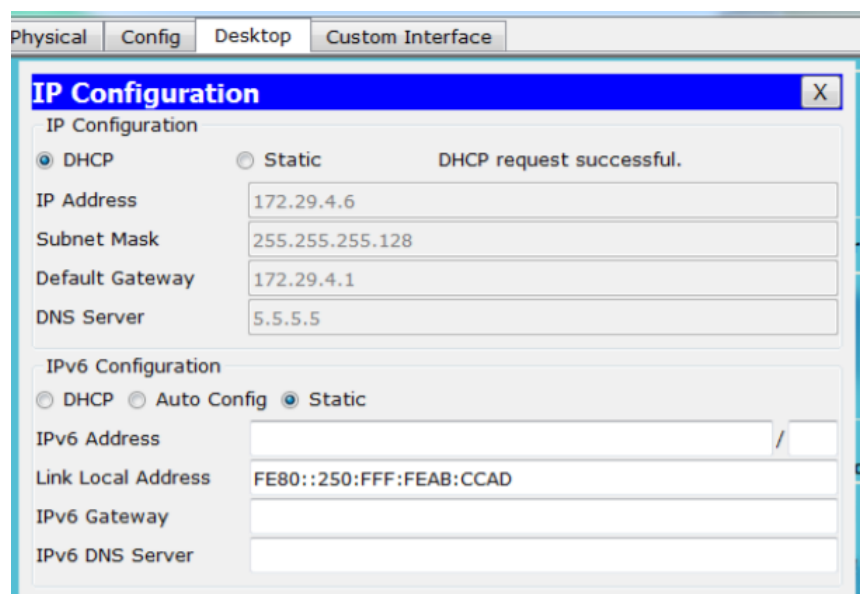 Physical Config Desktop Custom Interface
IP Configuration X
IP Configuration
DHCP Static DHCP request successful.
IP Address 172.29.4.6
Subnet Mask 255.255.255.128
Default Gateway 172.29.4.1
DNS Server 5.5.5.5
IPv6 Configuration
DHCP Auto Config Static
IPv6 Address /
Link Local Address FE80::250:FFF:FEAB:CCAD
IPv6 Gateway
IPv6 DNS Server